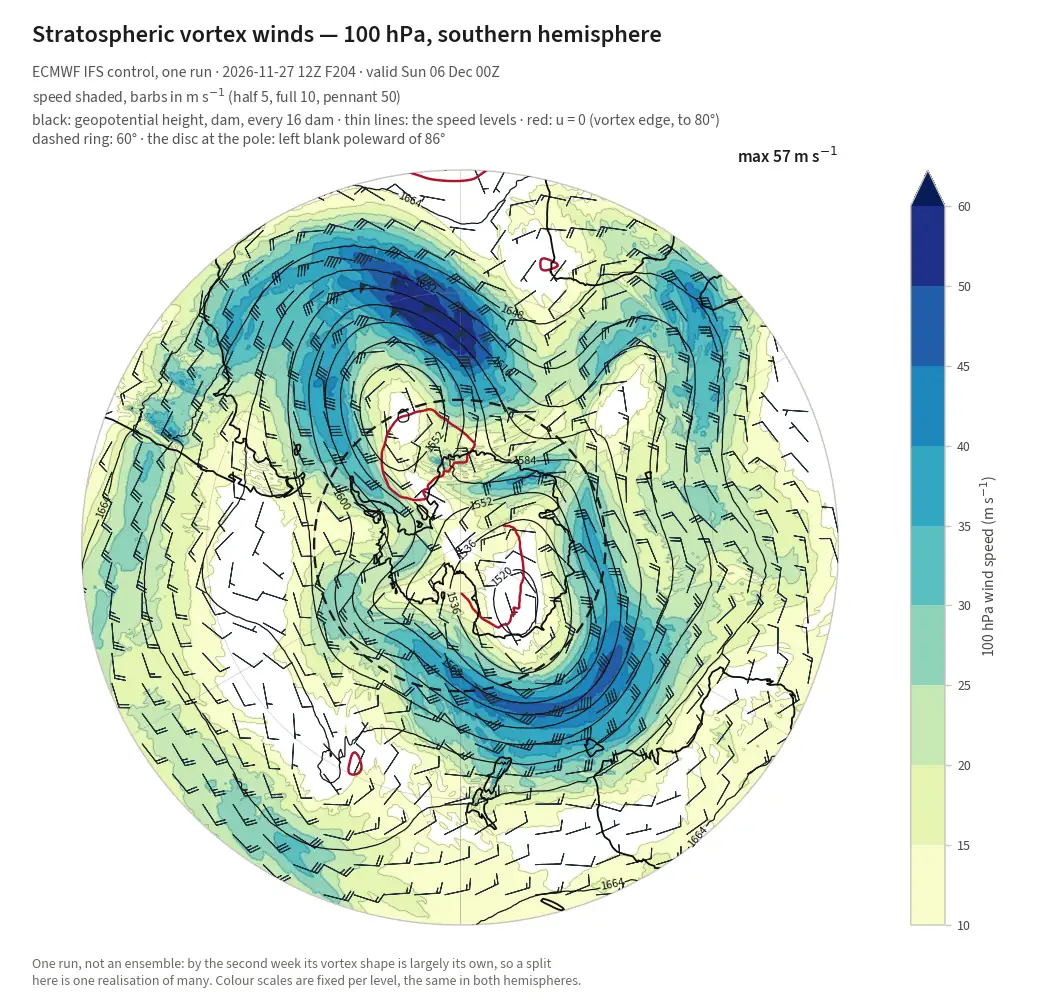 Stratospheric vortex winds — 100 hPa, southern hemisphere
ECMWF IFS control, one run · 2026-11-27 12Z F204 · valid Sun 06 Dec 00Z
speed shaded, barbs in m s⁻¹ (half 5, full 10, pennant 50)
black: geopotential height, dam, every 16 dam · thin lines: the speed levels · red: u = 0 (vortex edge, to 80°)
dashed ring: 60° · the disc at the pole: left blank poleward of 86°
max 57 m s⁻¹
1664
1648
1584
1552
1552
1600
1536
1520
1536
1664
1664
60
50
45
40
35
30
25
20
15
10
100 hPa wind speed (m s⁻¹)
One run, not an ensemble: by the second week its vortex shape is largely its own, so a split
here is one realisation of many. Colour scales are fixed per level, the same in both hemispheres.